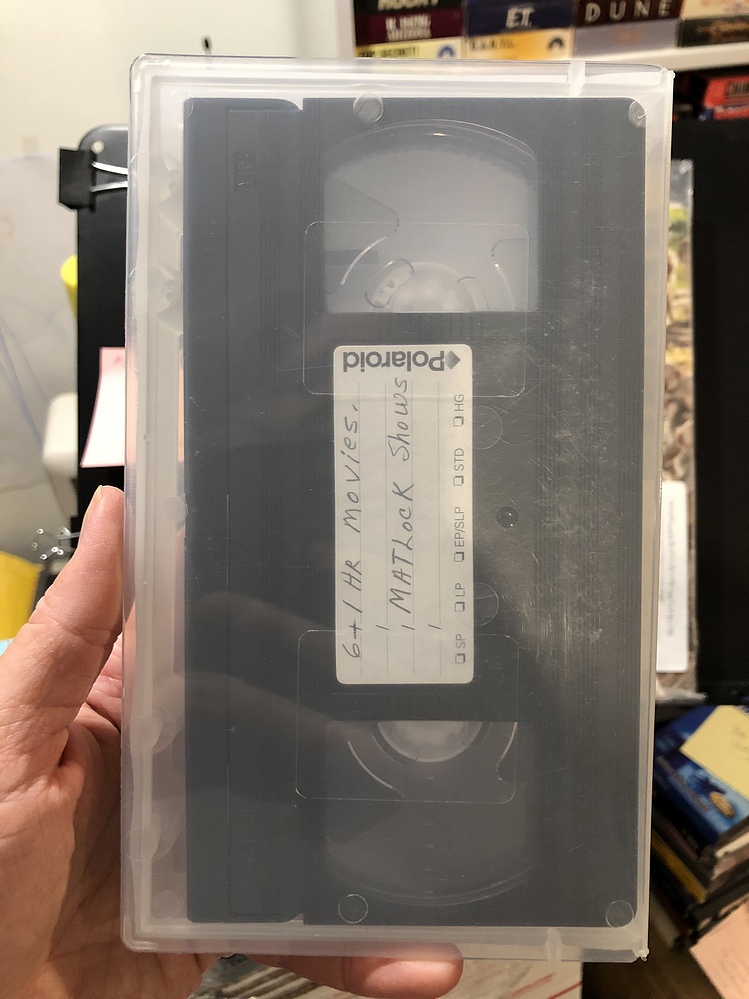 E.T.
DUNE
Polaroid
6+1 HR Movies.
MATLOCK Shows
SP LP EP/SLP STD HG